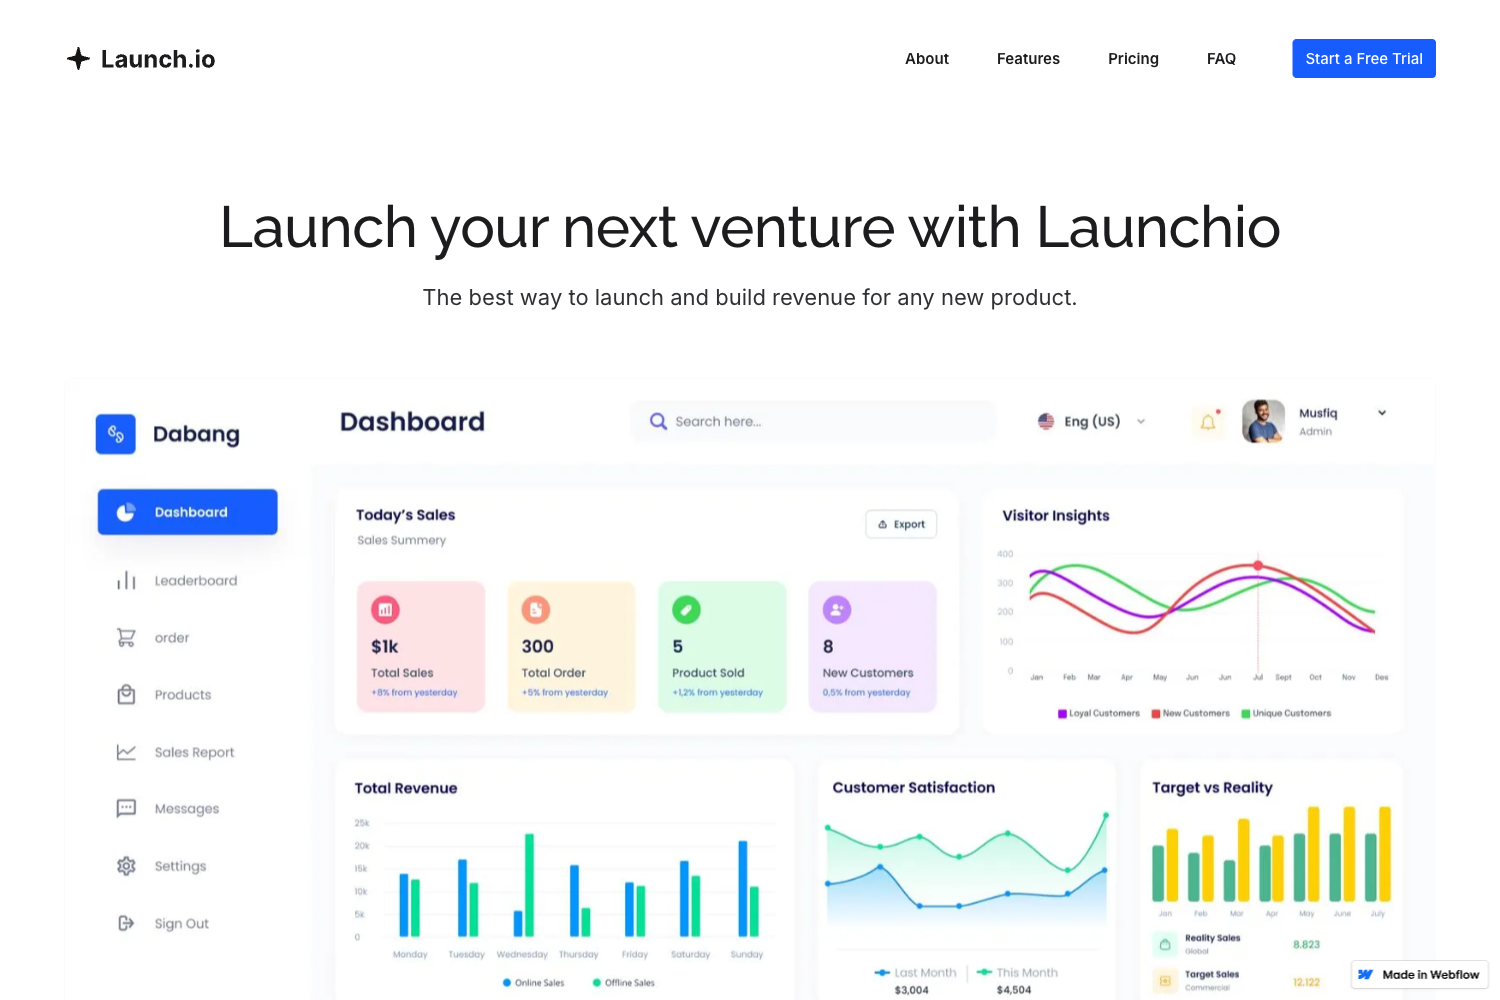 Launch.io
About
Features
Pricing
FAQ
Start a Free Trial
Launch your next venture with Launchio
The best way to launch and build revenue for any new product.
Dabang
Dashboard
Search here...
Eng (US)
Musfiq
Admin
Dashboard
Leaderboard
order
Products
Sales Report
Messages
Settings
Sign Out
Today's Sales
Sales Summery
Export
$1k
Total Sales
+8% from yesterday
300
Total Order
+5% from yesterday
5
Product Sold
+1,2% from yesterday
8
New Customers
0,5% from yesterday
Visitor Insights
400
300
200
100
0
Jan Feb Mar Apr May Jun Jun Jul Sept Oct Nov Des
Loyal Customers New Customers Unique Customers
Total Revenue
25k
20k
15k
10k
5k
0
Monday Tuesday Wednesday Thursday Friday Saturday Sunday
Online Sales Offline Sales
Customer Satisfaction
Last Month This Month
$3,004 $4,504
Target vs Reality
Jan Feb Mar Apr May June July
Reality Sales
Global
8.823
Target Sales
Commercial
12.122
Made in Webflow